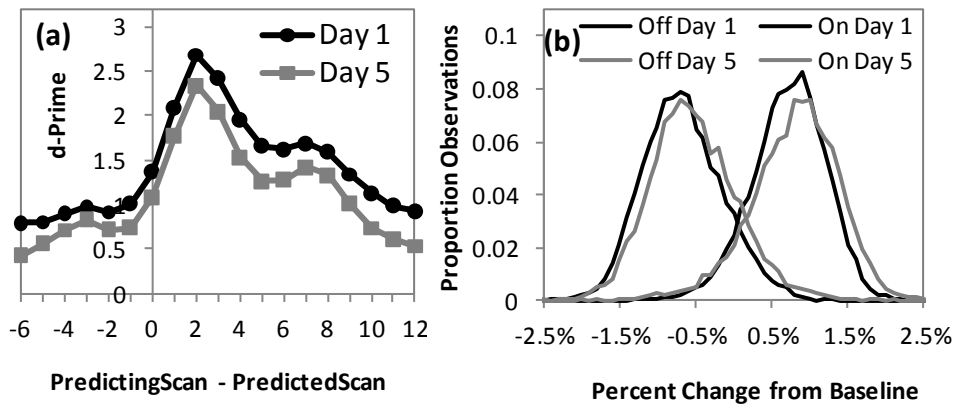 (a)
Day 1
Day 5
d-Prime
3
2.5
2
1.5
1
0.5
0
-6 -4 -2 0 2 4 6 8 10 12
PredictingScan - PredictedScan
(b)
Off Day 1 On Day 1
Off Day 5 On Day 5
Proportion Observations
0.1
0.08
0.06
0.04
0.02
0
-2.5% -1.5% -0.5% 0.5% 1.5% 2.5%
Percent Change from Baseline